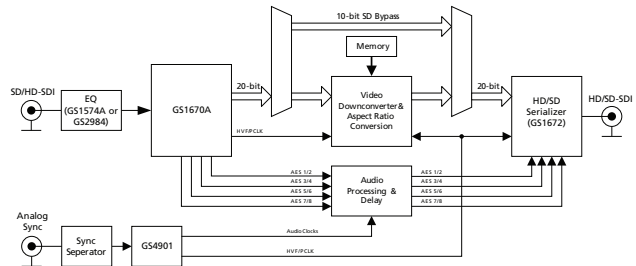 10-bit SD Bypass
Memory
SD/HD-SDI
EQ
(GS1574A or
GS2984)
GS1670A
20-bit
Video
Downconverter&
Aspect Ratio
Conversion
20-bit
HD/SD
Serializer
(GS1672)
HD/SD-SDI
HVF/PCLK
AES 1/2
AES 3/4
AES 5/6
AES 7/8
Audio
Processing &
Delay
AES 1/2
AES 3/4
AES 5/6
AES 7/8
Analog
Sync
Sync
Seperator
GS4901
AudioClocks
HVF/PCLK